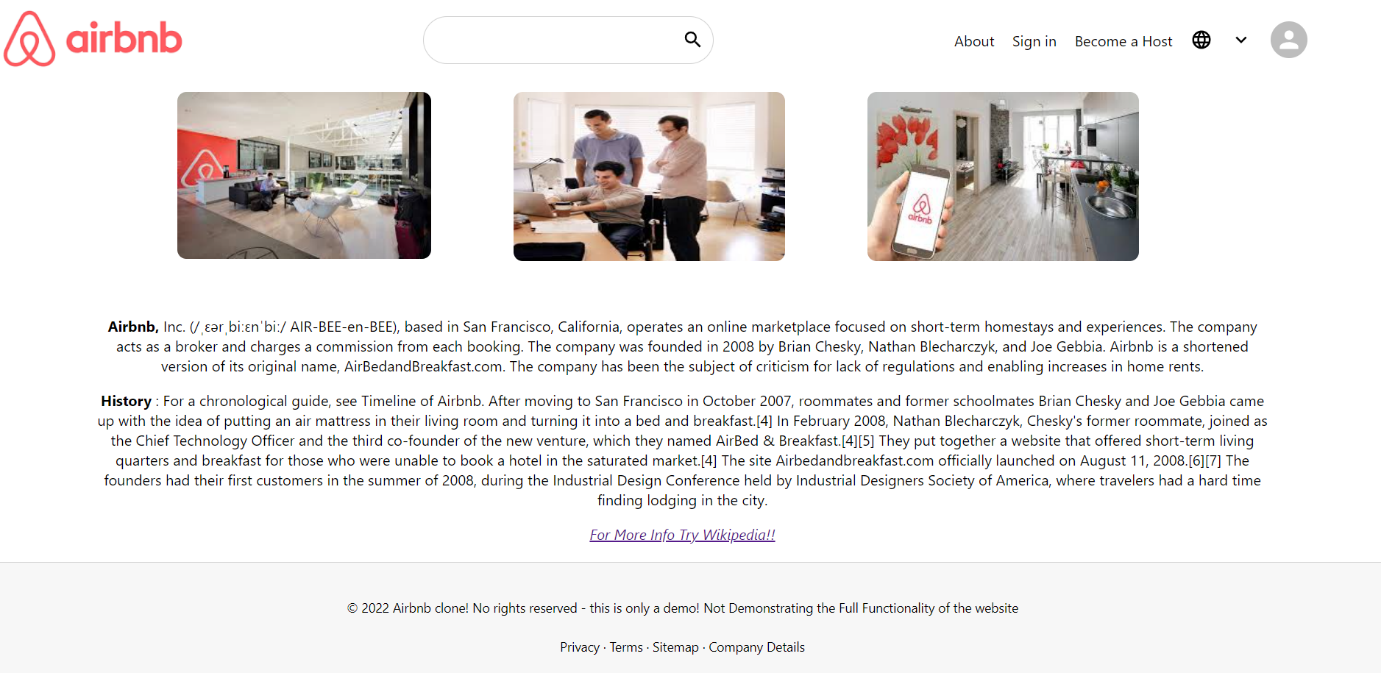 airbnb
About Sign in Become a Host
airbnb
Airbnb, Inc. (/ˌɛərˌbiːɛnˈbiː/ AIR-BEE-en-BEE), based in San Francisco, California, operates an online marketplace focused on short-term homestays and experiences. The company
acts as a broker and charges a commission from each booking. The company was founded in 2008 by Brian Chesky, Nathan Blecharczyk, and Joe Gebbia. Airbnb is a shortened
version of its original name, AirBedandBreakfast.com. The company has been the subject of criticism for lack of regulations and enabling increases in home rents.
History : For a chronological guide, see Timeline of Airbnb. After moving to San Francisco in October 2007, roommates and former schoolmates Brian Chesky and Joe Gebbia came
up with the idea of putting an air mattress in their living room and turning it into a bed and breakfast.[4] In February 2008, Nathan Blecharczyk, Chesky's former roommate, joined as
the Chief Technology Officer and the third co-founder of the new venture, which they named AirBed & Breakfast.[4][5] They put together a website that offered short-term living
quarters and breakfast for those who were unable to book a hotel in the saturated market.[4] The site Airbedandbreakfast.com officially launched on August 11, 2008.[6][7] The
founders had their first customers in the summer of 2008, during the Industrial Design Conference held by Industrial Designers Society of America, where travelers had a hard time
finding lodging in the city.
For More Info Try Wikipedia!!
© 2022 Airbnb clone! No rights reserved - this is only a demo! Not Demonstrating the Full Functionality of the website
Privacy · Terms · Sitemap · Company Details